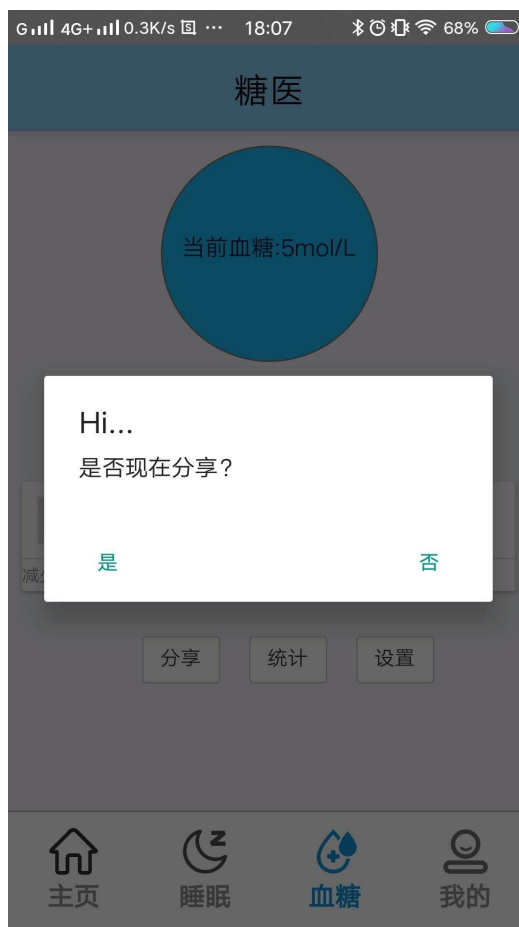 G 4G+ 0.3K/s ··· 18:07 68%
糖医
当前血糖:5mol/L
Hi...
是否现在分享?
是 否
减
分享 统计 设置
主页 睡眠 血糖 我的